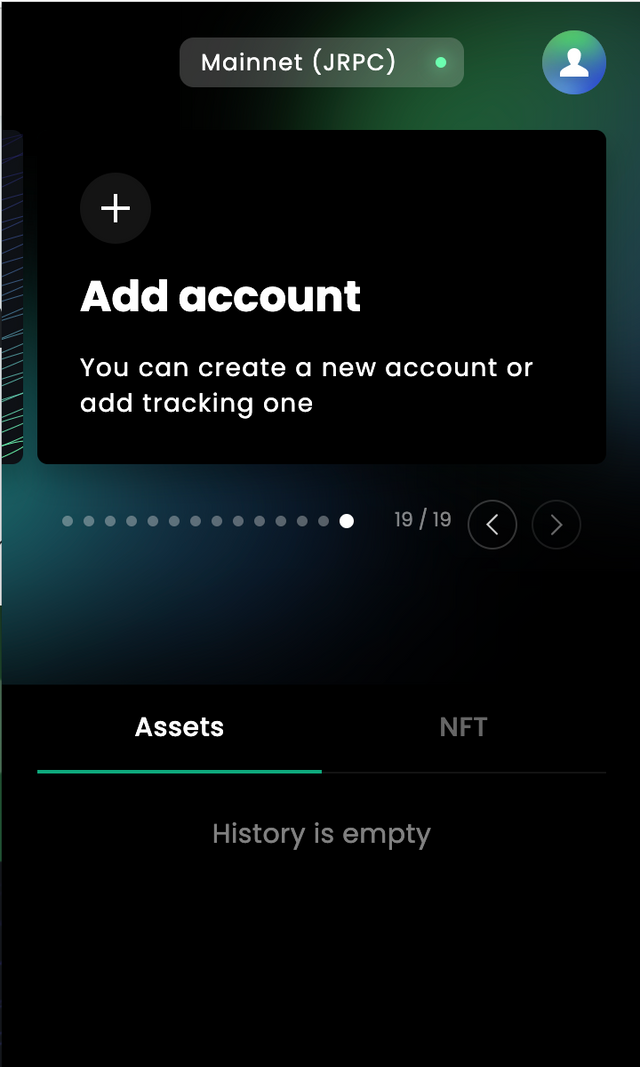 Mainnet (JRPC)
Add account
You can create a new account or
add tracking one
19 / 19
Assets
NFT
History is empty